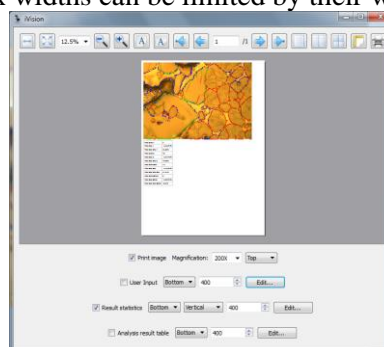 x widths can be limited by their w
iVision
12.5% A A 1 /1
Print image Magnification: 200X Top
User Input Bottom 400 Edit...
Result statistics Bottom Vertical 400 Edit...
Analysis result table Bottom 400 Edit...